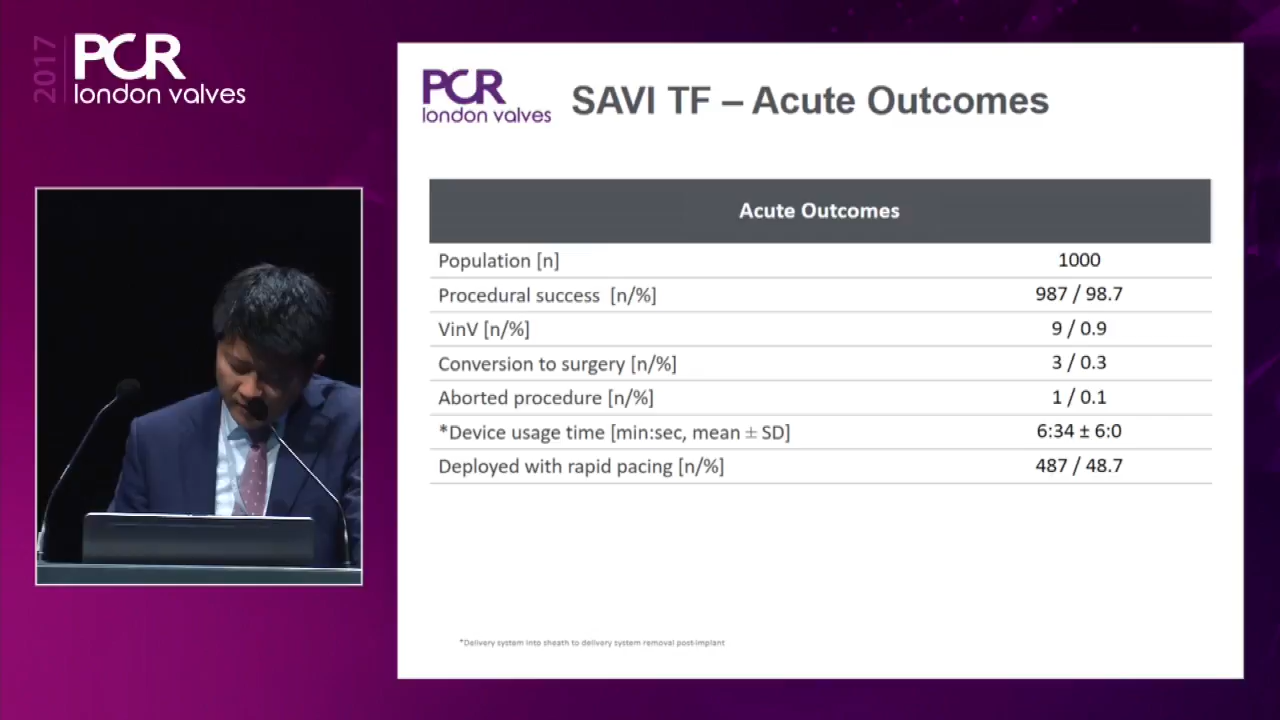 2017
PCR
london valves
PCR
london valves
SAVI TF – Acute Outcomes
Acute Outcomes
Population [n] 1000
Procedural success [n/%] 987 / 98.7
VinV [n/%] 9 / 0.9
Conversion to surgery [n/%] 3 / 0.3
Aborted procedure [n/%] 1 / 0.1
*Device usage time [min:sec, mean ± SD] 6:34 ± 6:0
Deployed with rapid pacing [n/%] 487 / 48.7
*Delivery system into sheath to delivery system removal post-implant